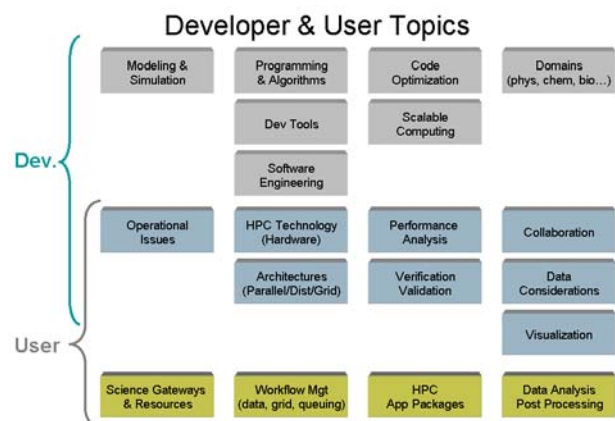 Developer & User Topics
Modeling &
Simulation
Programming
& Algorithms
Code
Optimization
Domains
(phys, chem, bio…)
Dev Tools
Scalable
Computing
Dev.
Software
Engineering
Operational
Issues
HPC Technology
(Hardware)
Performance
Analysis
Collaboration
Architectures
(Parallel/Dist/Grid)
Verification
Validation
Data
Considerations
User
Visualization
Science Gateways
& Resources
Workflow Mgt
(data, grid, queuing)
HPC
App Packages
Data Analysis
Post Processing